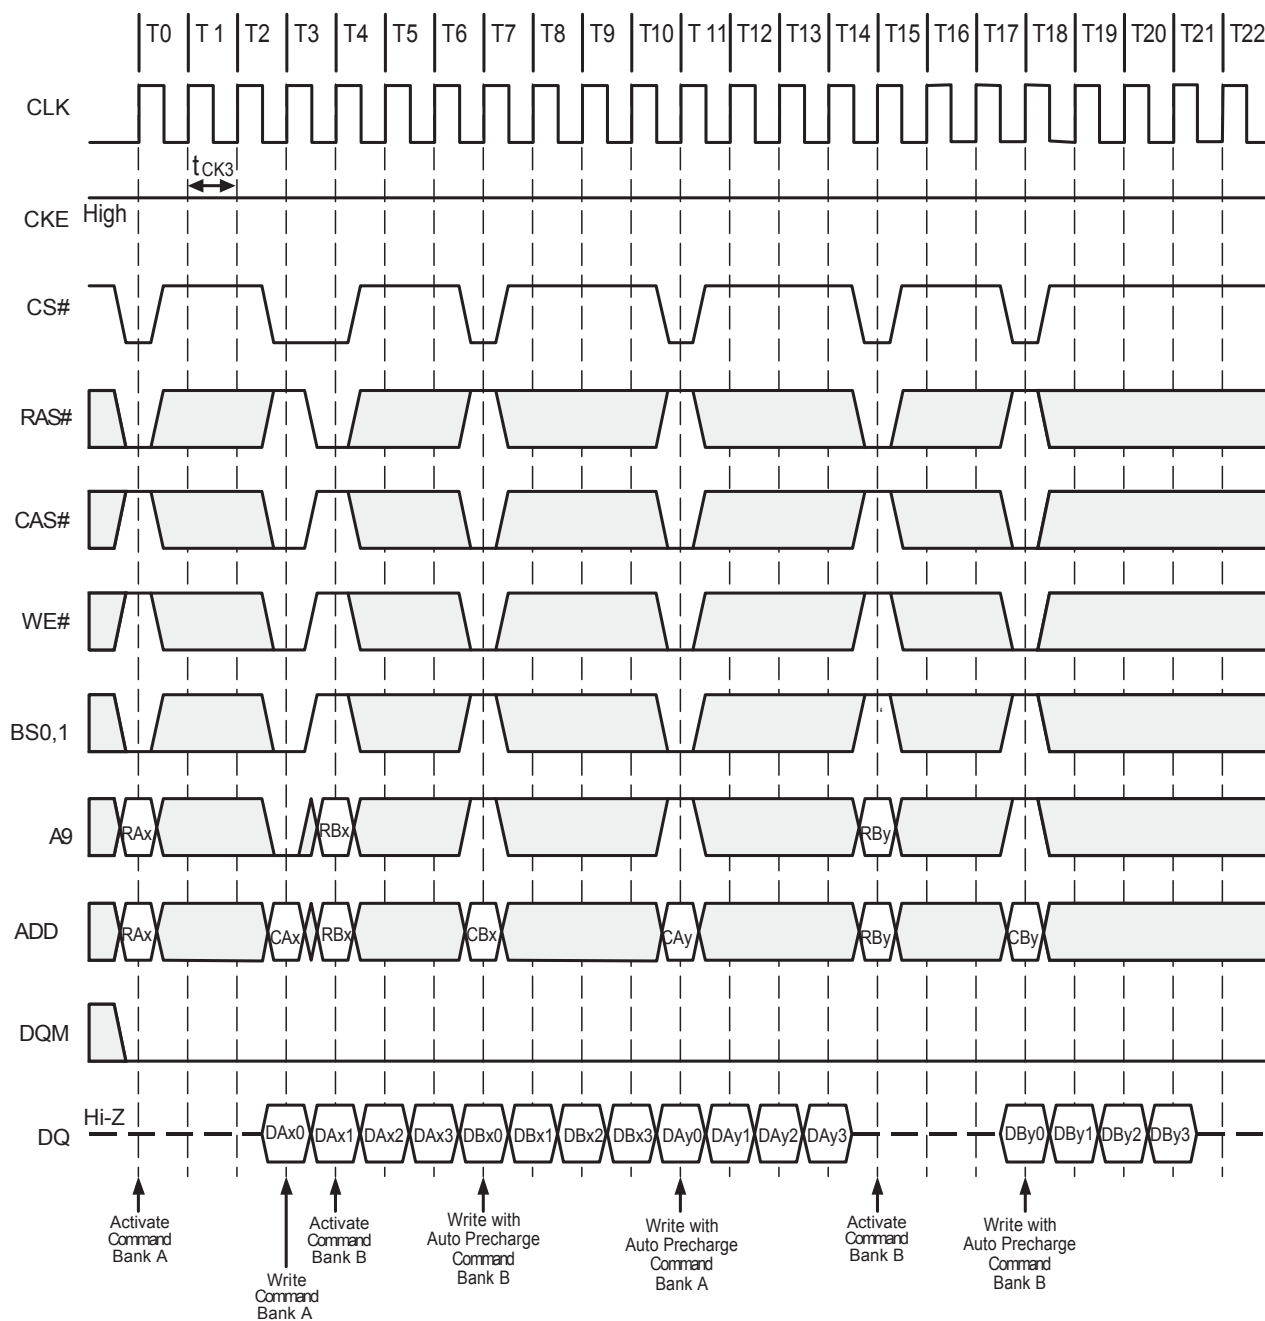 T0 T 1 T2 T3 T4 T5 T6 T7 T8 T9 T10 T 11 T12 T13 T14 T15 T16 T17 T18 T19 T20 T21 T22
CLK
tCK3
CKE High
CS#
RAS#
CAS#
WE#
BS0,1
A9 RAx RBx RBy
ADD RAx CAx RBx CBx CAy RBy CBy
DQM
Hi-Z
DQ DAx0 DAx1 DAx2 DAx3 DBx0 DBx1 DBx2 DBx3 DAy0 DAy1 DAy2 DAy3 DBy0 DBy1 DBy2 DBy3
Activate
Command
Bank A
Write
Command
Bank A
Activate
Command
Bank B
Write with
Auto Precharge
Command
Bank B
Write with
Auto Precharge
Command
Bank A
Activate
Command
Bank B
Write with
Auto Precharge
Command
Bank B